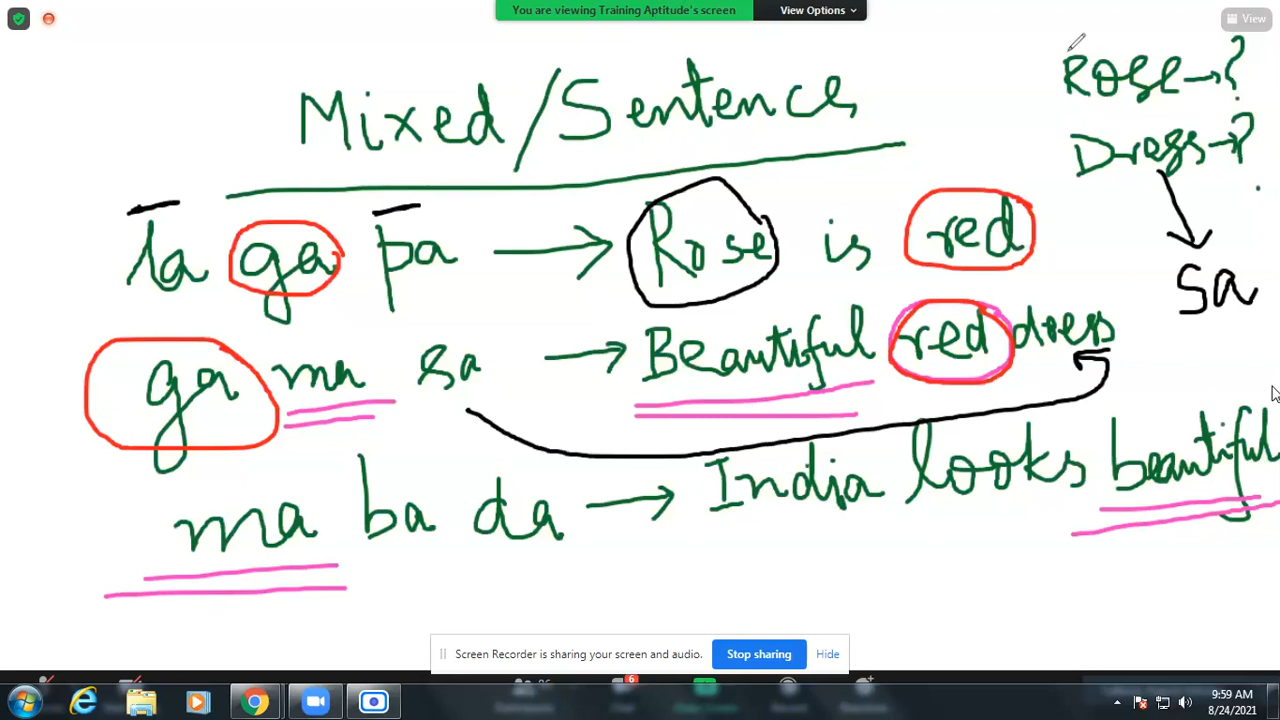 You are viewing Training Aptitude's screen
View Options
View
Mixed/Sentence
Rose → ?
Dress → ?
sa
la ga pa → Rose is red
ga ma sa → Beautiful red dress
ma ba da → India looks beautiful
Screen Recorder is sharing your screen and audio.
Stop sharing
Hide
6
9:59 AM
8/24/2021